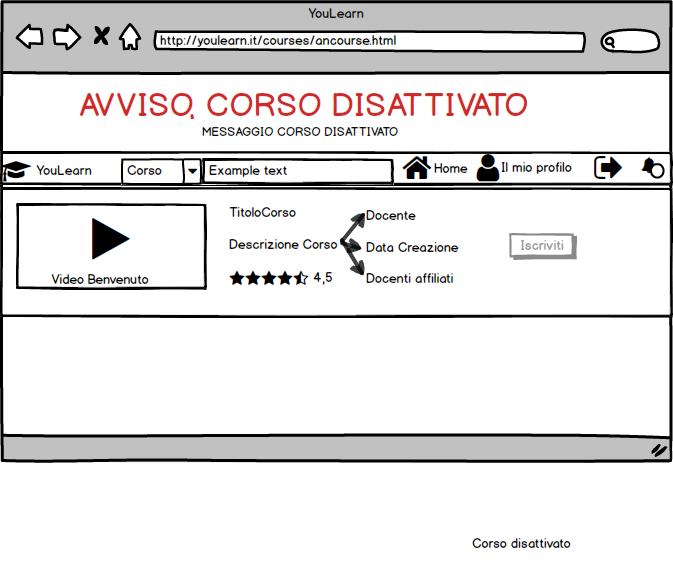 YouLearn
http://youlearn.it/courses/ancourse.html
AVVISO, CORSO DISATTIVATO
MESSAGGIO CORSO DISATTIVATO
YouLearn Corso Example text Home Il mio profilo
TitoloCorso Docente
Descrizione Corso Data Creazione Iscriviti
Video Benvenuto 4,5 Docenti affiliati
Corso disattivato